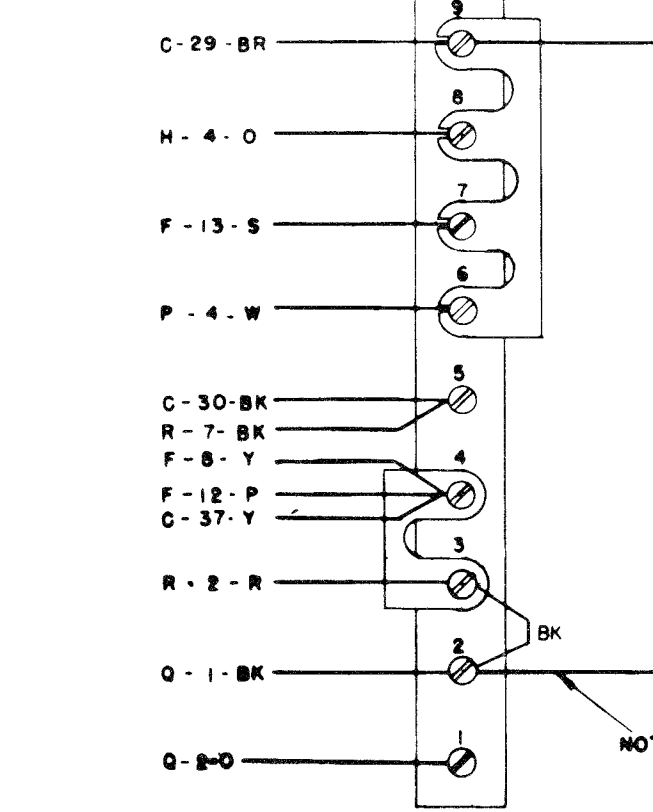 9
C-29-BR
8
H-4-O
7
F-13-S
6
P-4-W
5
C-30-BK
R-7-BK
F-8-Y
4
F-12-P
C-37-Y
3
R-2-R
BK
2
Q-1-BK
1
Q-2-O